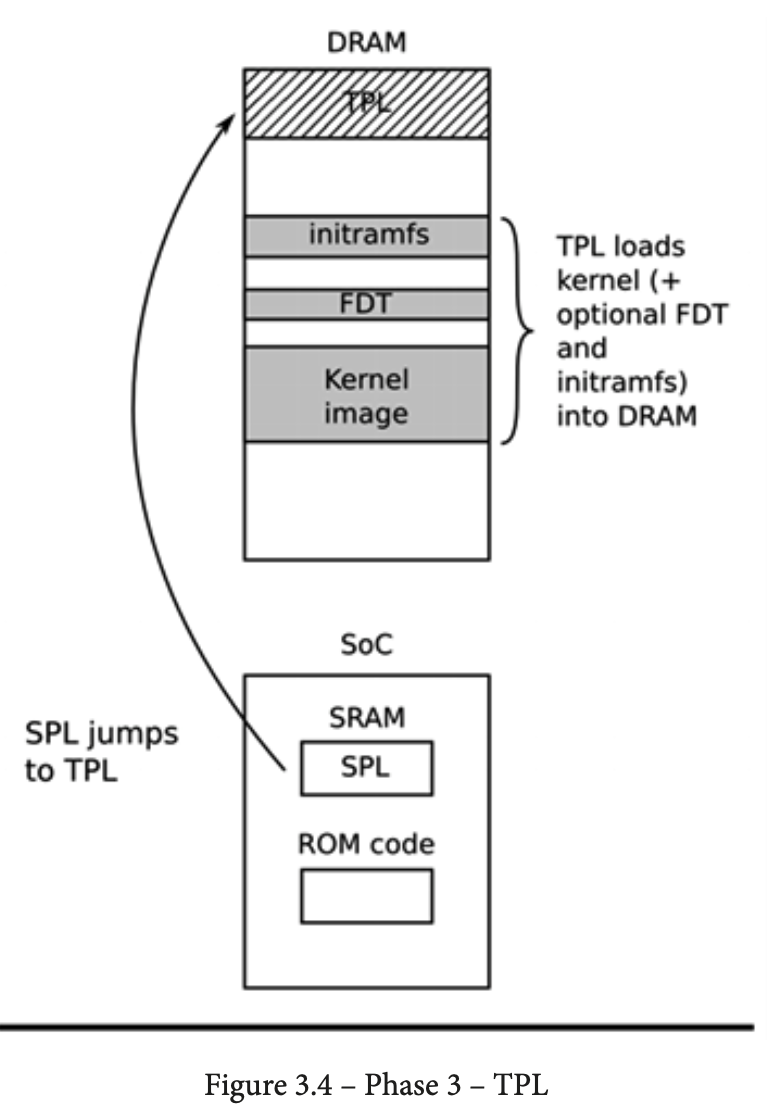 DRAM
TPL
initramfs
FDT
Kernel
image
TPL loads
kernel (+
optional FDT
and
initramfs)
into DRAM
SoC
SRAM
SPL
SPL jumps
to TPL
ROM code
Figure 3.4 – Phase 3 – TPL